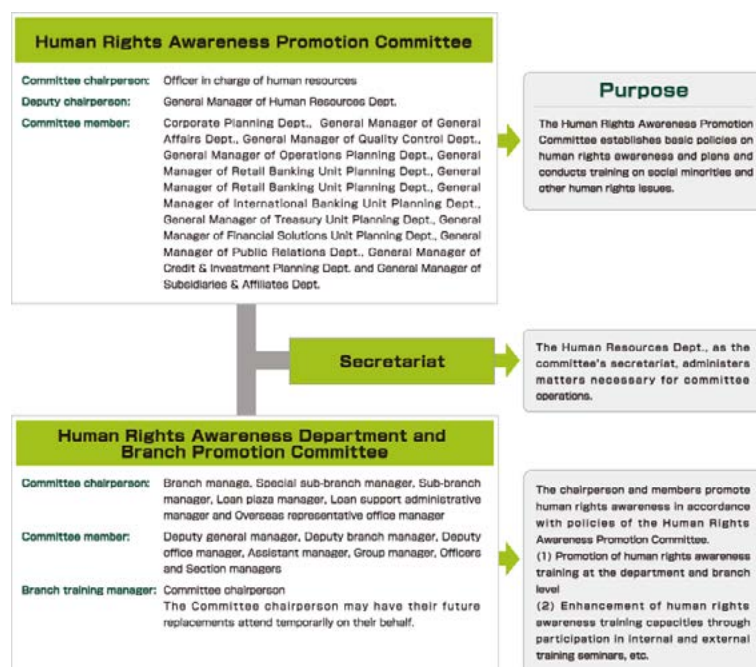 Human Rights Awareness Promotion Committee
Committee chairperson: Officer in charge of human resources
Deputy chairperson: General Manager of Human Resources Dept.
Committee member: Corporate Planning Dept., General Manager of General
Affairs Dept., General Manager of Quality Control Dept.,
General Manager of Operations Planning Dept., General
Manager of Retail Banking Unit Planning Dept., General
Manager of Retail Banking Unit Planning Dept., General
Manager of International Banking Unit Planning Dept.,
General Manager of Treasury Unit Planning Dept., General
Manager of Financial Solutions Unit Planning Dept., General
Manager of Public Relations Dept., General Manager of
Credit & Investment Planning Dept. and General Manager of
Subsidiaries & Affiliates Dept.
Purpose
The Human Rights Awareness Promotion
Committee establishes basic policies on
human rights awareness and plans and
conducts training on social minorities and
other human rights issues.
Secretariat
The Human Resources Dept., as the
committee's secretariat, administers
matters necessary for committee
operations.
Human Rights Awareness Department and
Branch Promotion Committee
Committee chairperson: Branch manage, Special sub-branch manager, Sub-branch
manager, Loan plaza manager, Loan support administrative
manager and Overseas representative office manager
Committee member: Deputy general manager, Deputy branch manager, Deputy
office manager, Assistant manager, Group manager, Officers
and Section managers
Branch training manager: Committee chairperson
The Committee chairperson may have their future
replacements attend temporarily on their behalf.
The chairperson and members promote
human rights awareness in accordance
with policies of the Human Rights
Awareness Promotion Committee.
(1) Promotion of human rights awareness
training at the department and branch
level
(2) Enhancement of human rights
awareness training capacities through
participation in internal and external
training seminars, etc.